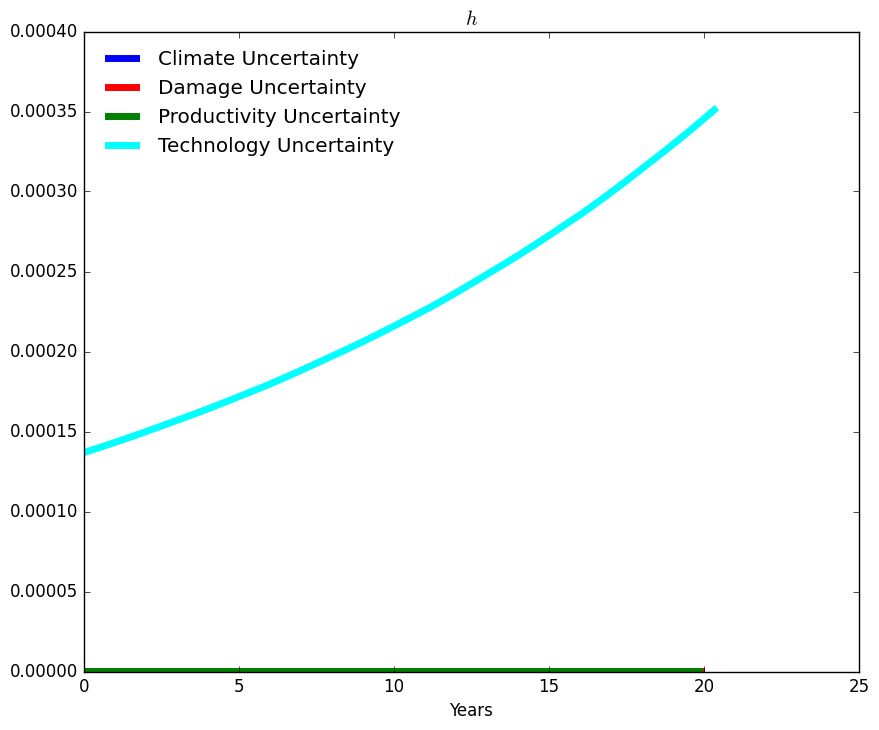 h
0.00040
0.00035
0.00030
0.00025
0.00020
0.00015
0.00010
0.00005
0.00000
Climate Uncertainty
Damage Uncertainty
Productivity Uncertainty
Technology Uncertainty
0 5 10 15 20 25
Years